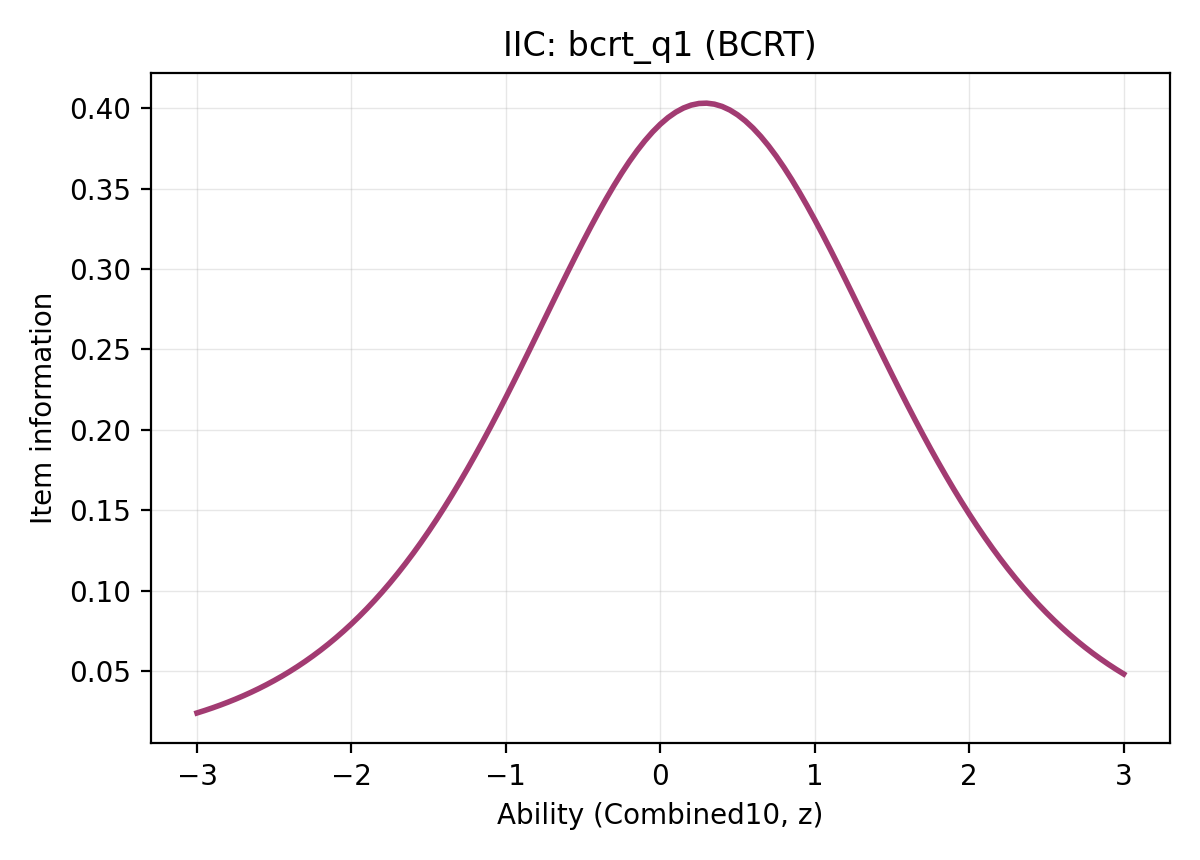 IIC: bcrt_q1 (BCRT)
0.40
0.35
0.30
0.25
0.20
0.15
0.10
0.05
Item information
−3 −2 −1 0 1 2 3
Ability (Combined10, z)